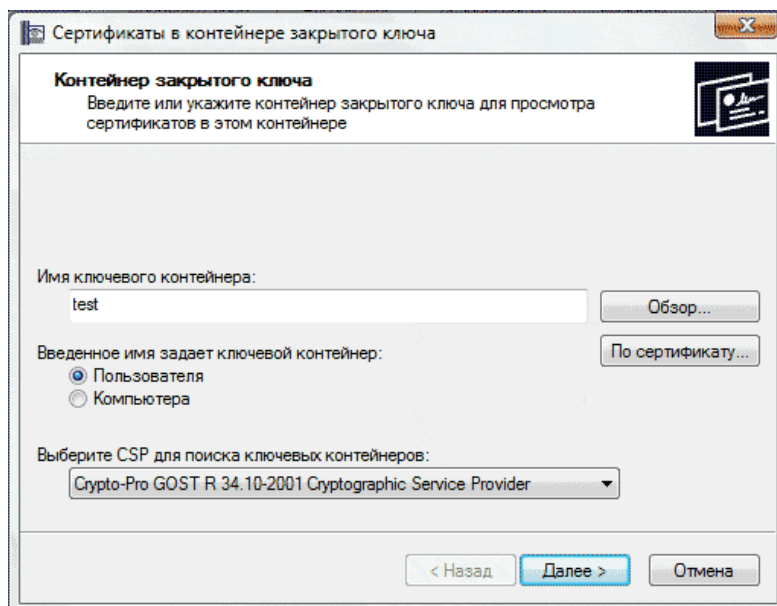 Сертификаты в контейнере закрытого ключа
Контейнер закрытого ключа
Введите или укажите контейнер закрытого ключа для просмотра
сертификатов в этом контейнере
Имя ключевого контейнера:
test
Обзор...
Введенное имя задает ключевой контейнер:
По сертификату...
Пользователя
Компьютера
Выберите CSP для поиска ключевых контейнеров:
Crypto-Pro GOST R 34.10-2001 Cryptographic Service Provider
< Назад
Далее >
Отмена